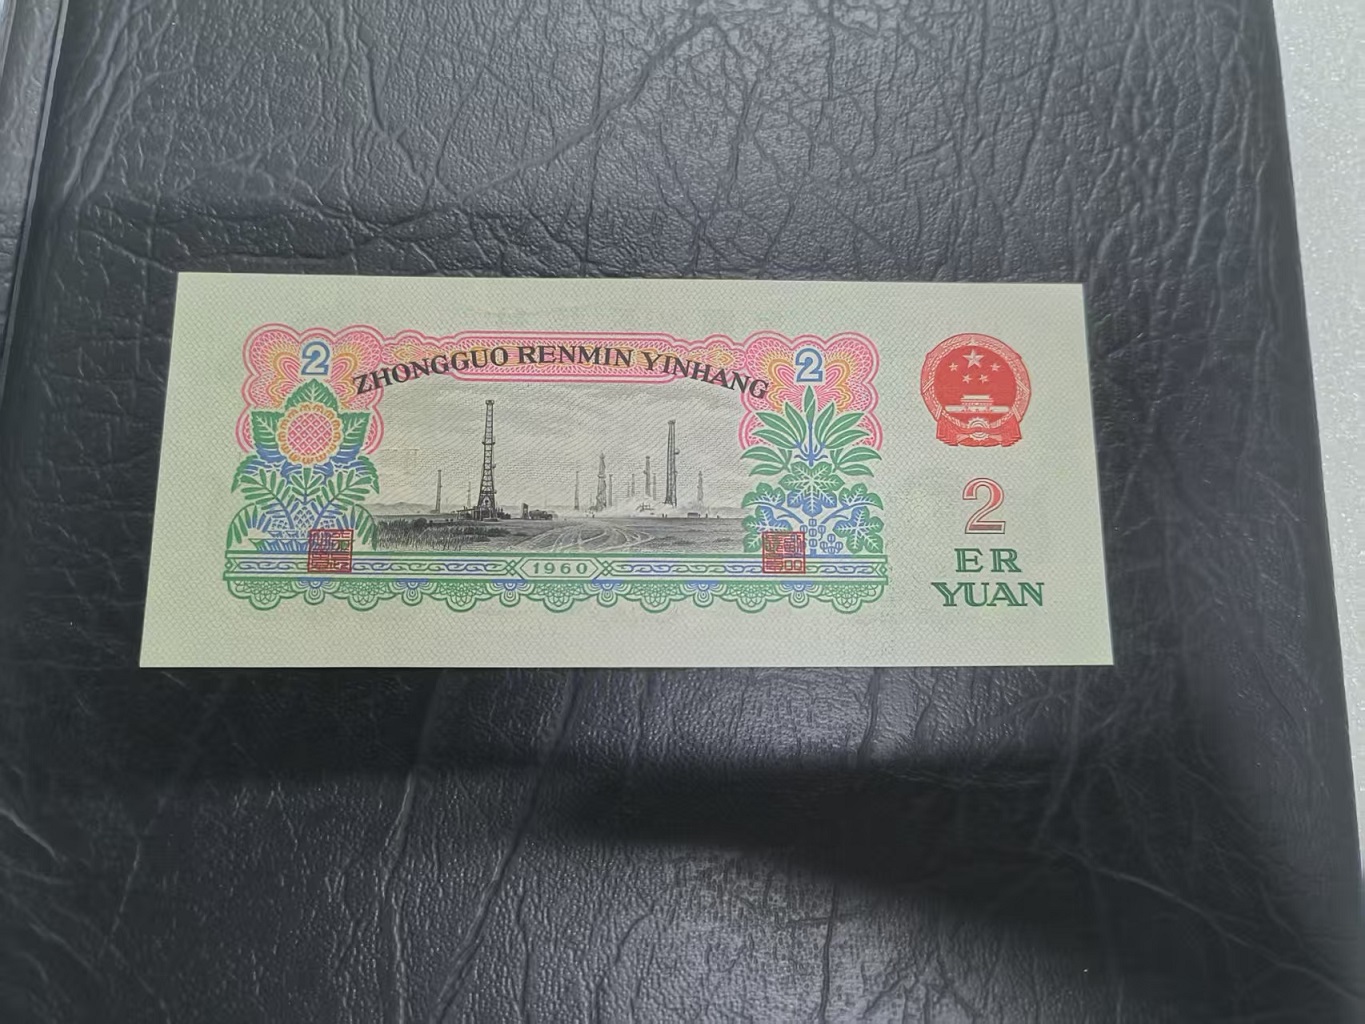 2
ZHONGGUO RENMIN YINHANG
2
1960
2
ER
YUAN